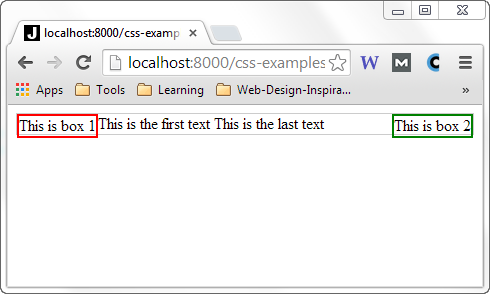 J localhost:8000/css-examp
localhost:8000/css-examples
W M C
Apps Tools Learning Web-Design-Inspira... »
This is box 1 This is the first text This is the last text This is box 2